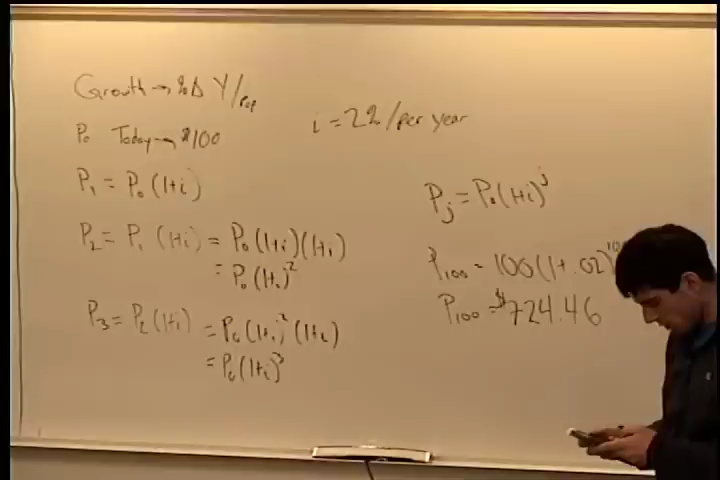 Growth → %Δ Y/pop
P₀ Today → $100
i = 2%/per year
P₁ = P₀(1+i)
P₂ = P₁(1+i) = P₀(1+i)(1+i)
= P₀(1+i)²
P₃ = P₂(1+i) = P₀(1+i)²(1+i)
= P₀(1+i)³
Pⱼ = P₀(1+i)ʲ
P₁₀₀ = 100(1+.02)
P₁₀₀ = $724.46